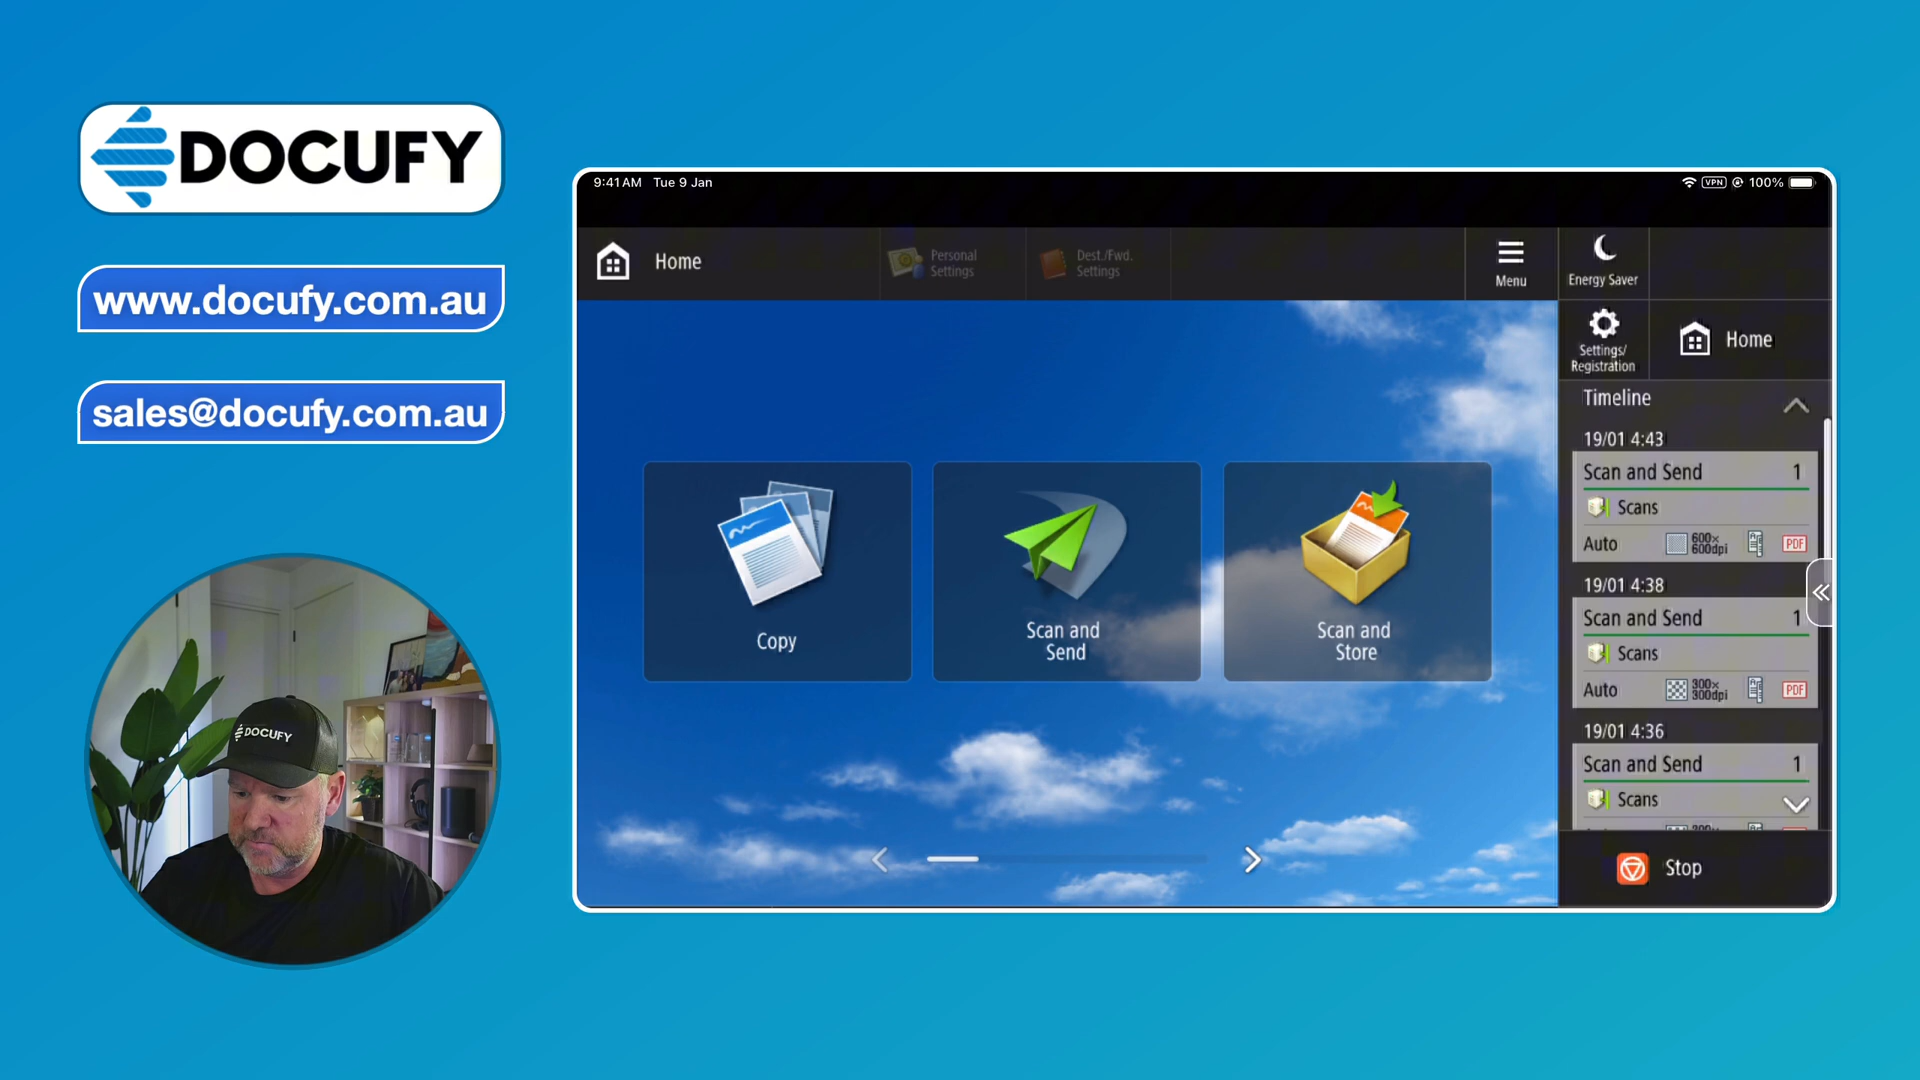 DOCUFY
www.docufy.com.au
sales@docufy.com.au
DOCUFY
9:41 AM Tue 9 Jan
VPN 100%
Home
Personal
Settings
Dest./Fwd.
Settings
Menu
Energy Saver
Settings/
Registration
Home
Copy
Scan and
Send
Scan and
Store
Timeline
19/01 4:43
Scan and Send 1
Scans
Auto 600×
600dpi PDF
19/01 4:38
Scan and Send 1
Scans
Auto 300×
300dpi PDF
19/01 4:36
Scan and Send 1
Scans
Stop